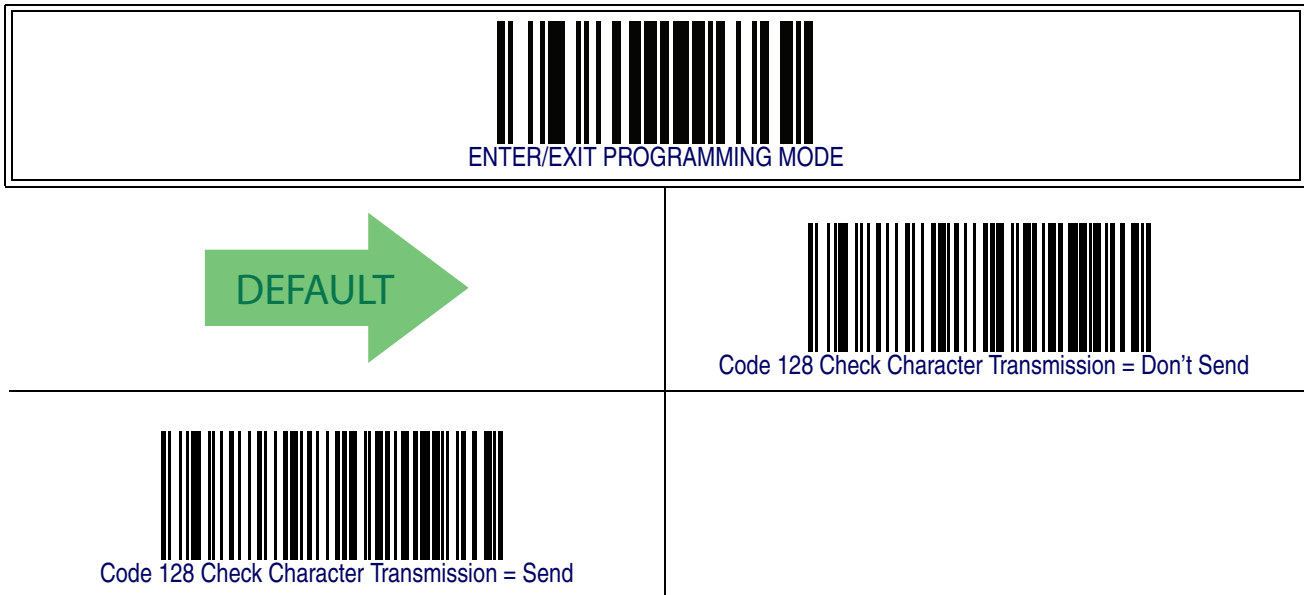 ENTER/EXIT PROGRAMMING MODE
DEFAULT
Code 128 Check Character Transmission = Don't Send
Code 128 Check Character Transmission = Send